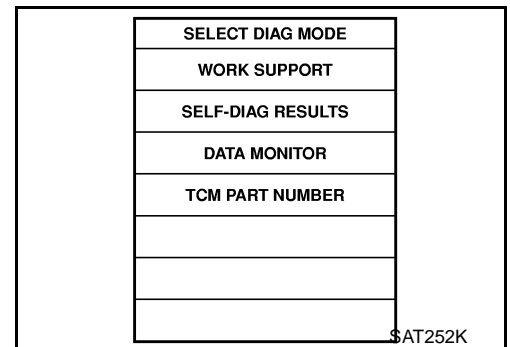 SELECT DIAG MODE
WORK SUPPORT
SELF-DIAG RESULTS
DATA MONITOR
TCM PART NUMBER
SAT252K